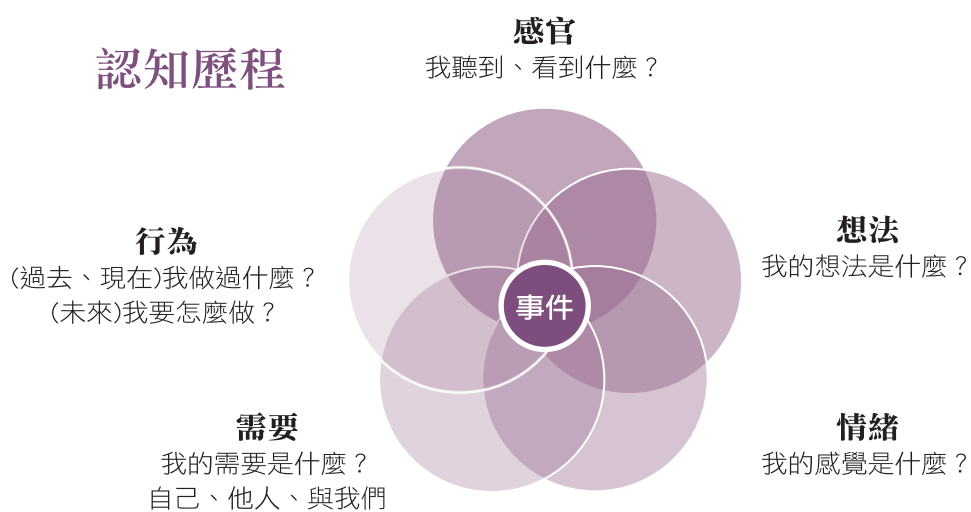 認知歷程
感官
我聽到、看到什麼？
想法
我的想法是什麼？
情緒
我的感覺是什麼？
需要
我的需要是什麼？
自己、他人、與我們
行為
(過去、現在)我做過什麼？
(未來)我要怎麼做？
事件